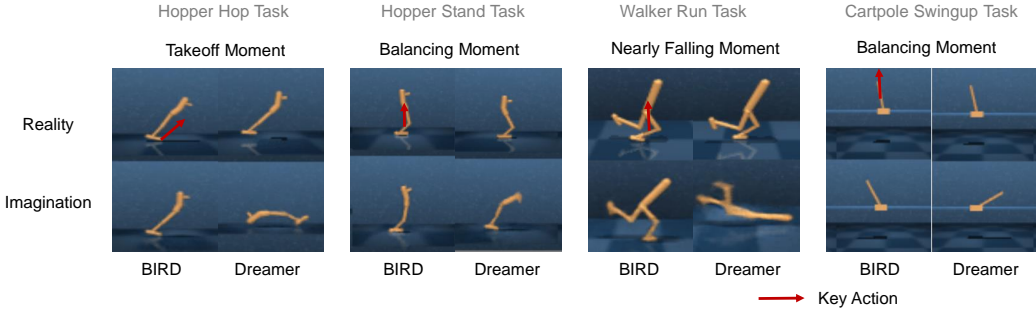 Hopper Hop Task
Hopper Stand Task
Walker Run Task
Cartpole Swingup Task
Takeoff Moment
Balancing Moment
Nearly Falling Moment
Balancing Moment
Reality
Imagination
BIRD
Dreamer
BIRD
Dreamer
BIRD
Dreamer
BIRD
Dreamer
Key Action